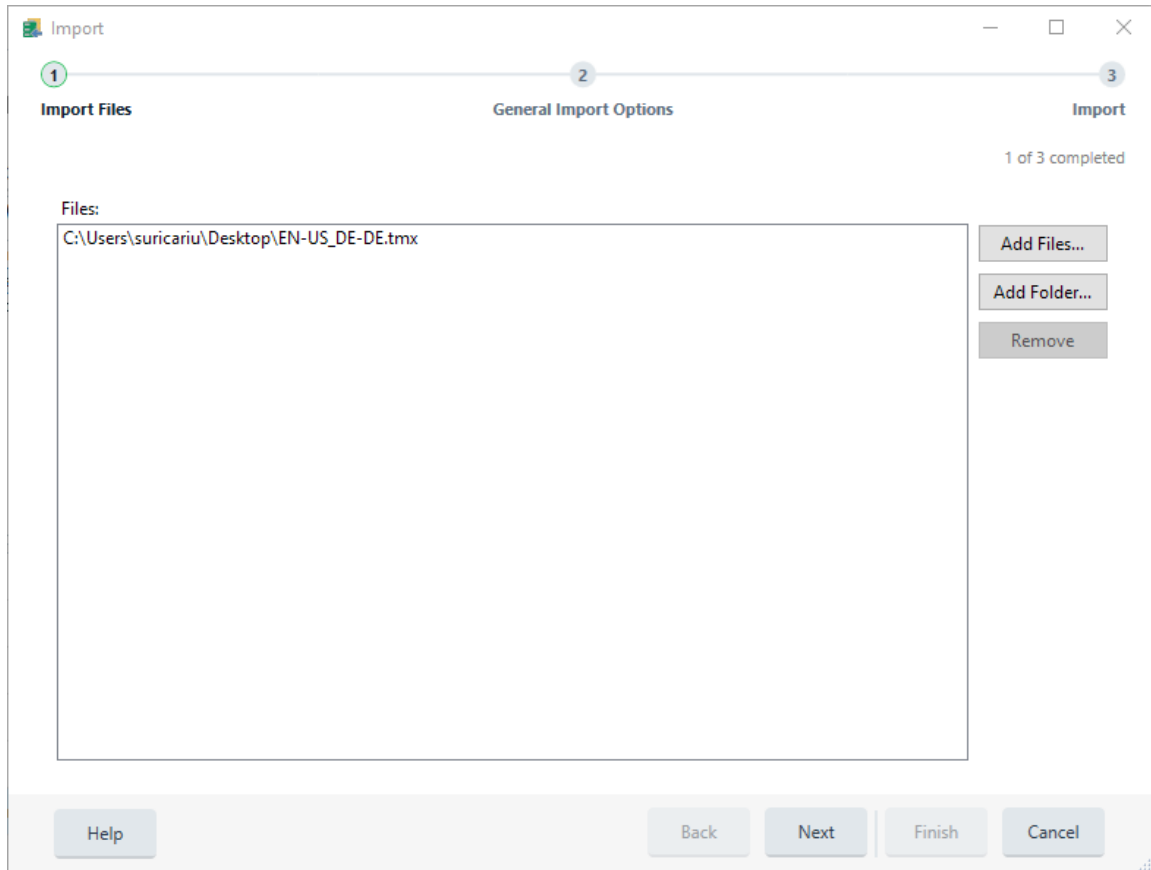 Import
1 2 3
Import Files General Import Options Import
1 of 3 completed
Files:
C:\Users\suricariu\Desktop\EN-US_DE-DE.tmx
Add Files...
Add Folder...
Remove
Help Back Next Finish Cancel